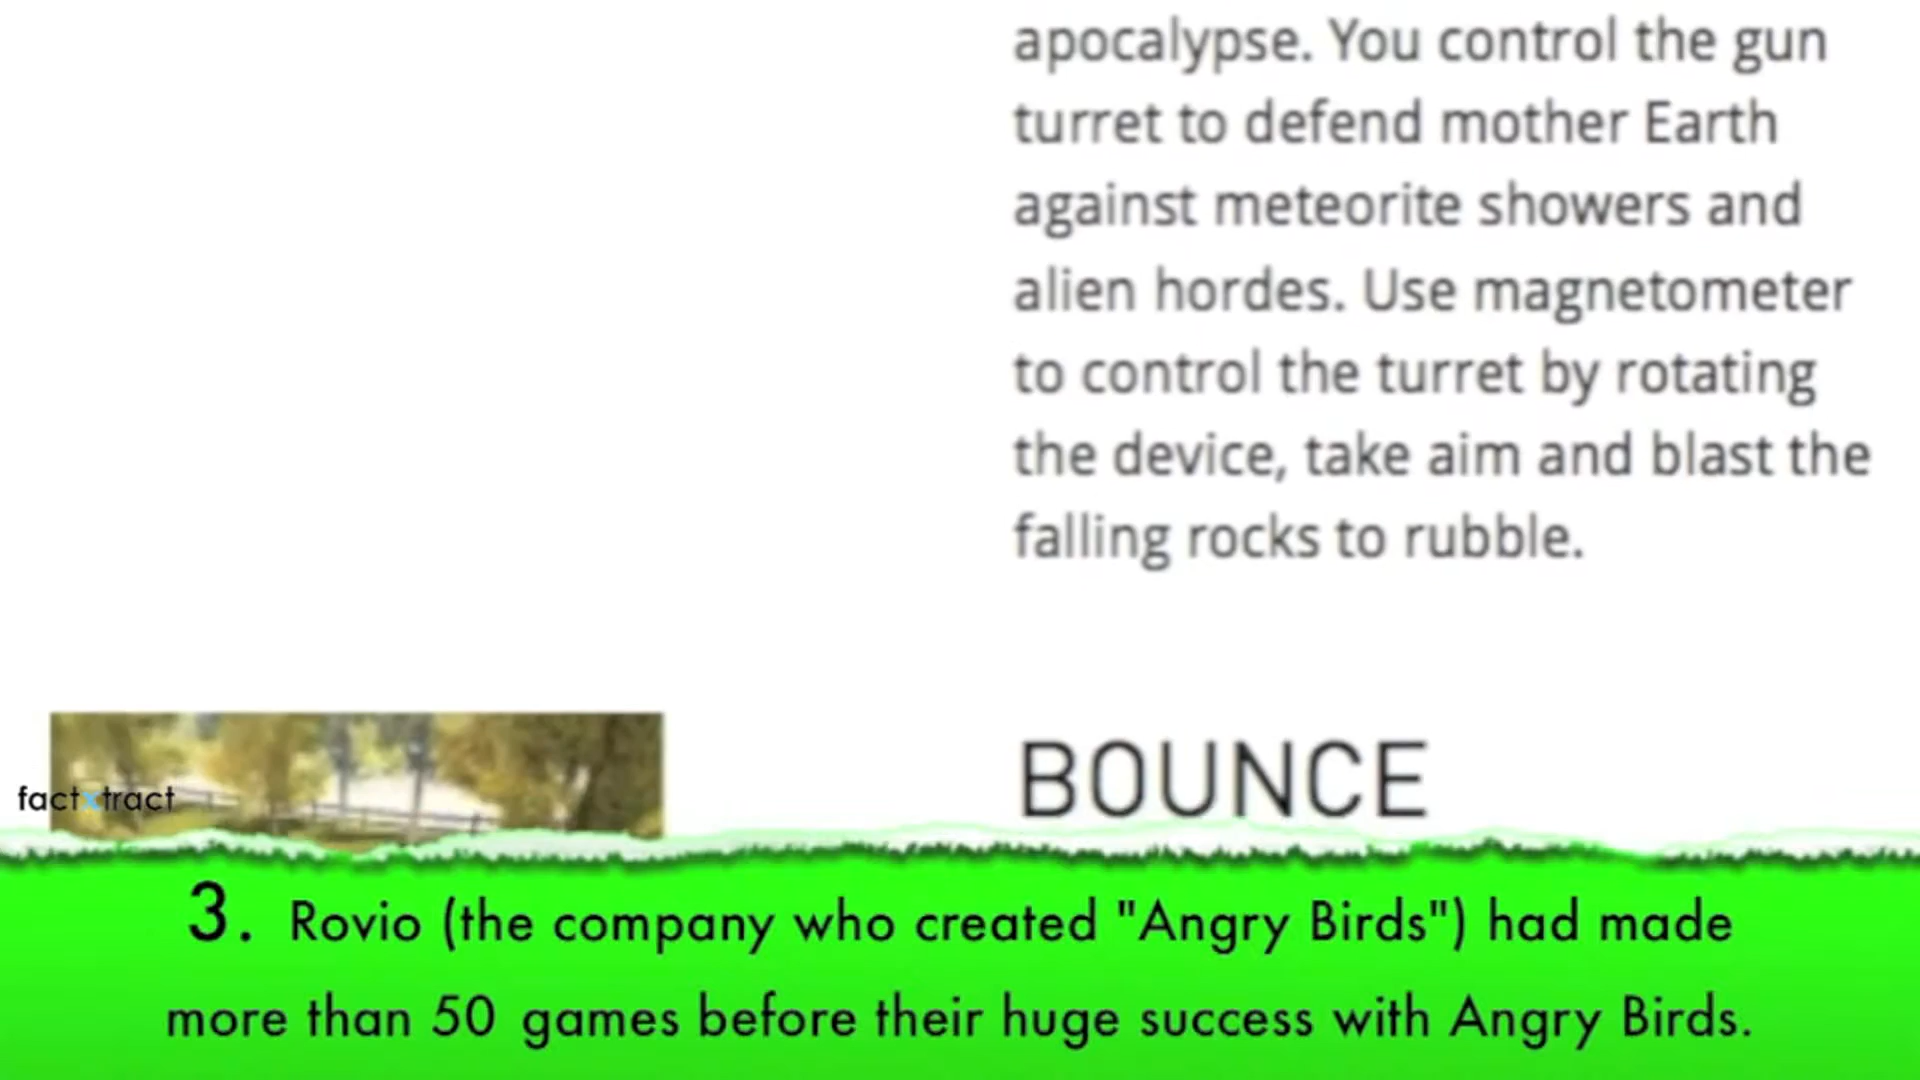 apocalypse. You control the gun
turret to defend mother Earth
against meteorite showers and
alien hordes. Use magnetometer
to control the turret by rotating
the device, take aim and blast the
falling rocks to rubble.
BOUNCE
factxtract
3. Rovio (the company who created "Angry Birds") had made
more than 50 games before their huge success with Angry Birds.